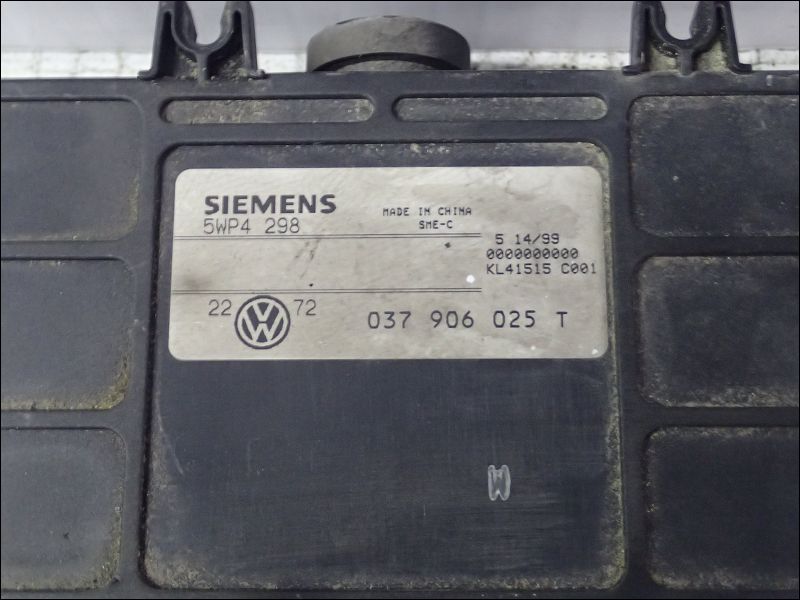 SIEMENS
5WP4 298
MADE IN CHINA
SME-C
5 14/99
0000000000
KL41515 C001
22 VW 72
037 906 025 T
W